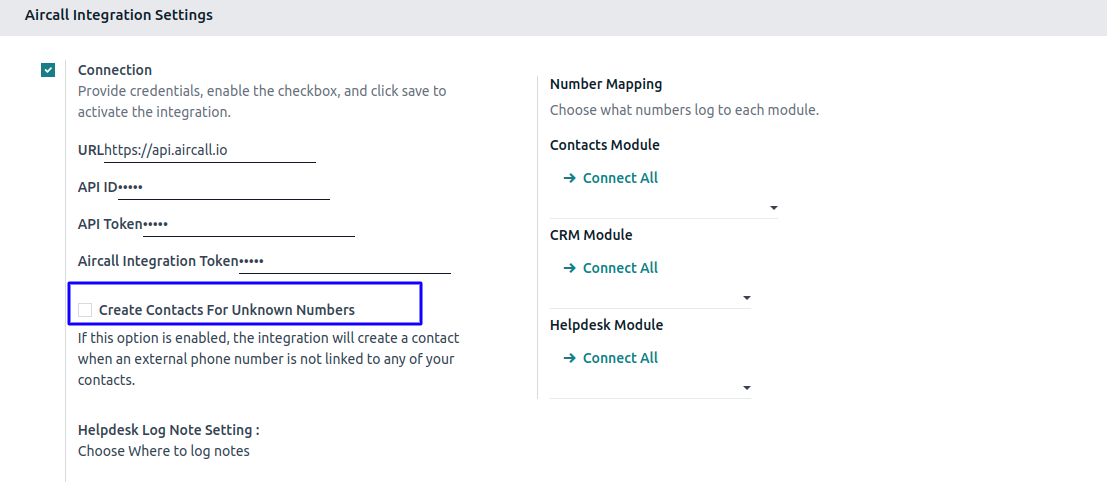 Aircall Integration Settings
Connection
Provide credentials, enable the checkbox, and click save to
activate the integration.
URLhttps://api.aircall.io
API ID•••••
API Token•••••
Aircall Integration Token•••••
Create Contacts For Unknown Numbers
If this option is enabled, the integration will create a contact
when an external phone number is not linked to any of your
contacts.
Helpdesk Log Note Setting :
Choose Where to log notes
Number Mapping
Choose what numbers log to each module.
Contacts Module
→ Connect All
CRM Module
→ Connect All
Helpdesk Module
→ Connect All